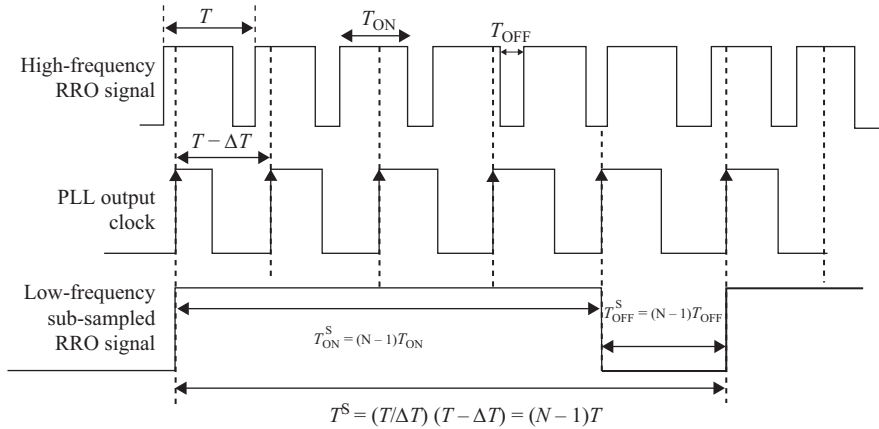 T
T_ON
T_OFF
High-frequency
RRO signal
T – ΔT
PLL output
clock
Low-frequency
sub-sampled
RRO signal
T^S_ON = (N – 1)T_ON
T^S_OFF = (N – 1)T_OFF
T^S = (T/ΔT) (T – ΔT) = (N – 1)T